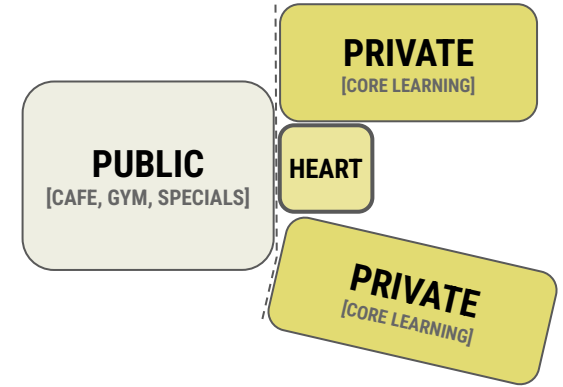 PRIVATE
[CORE LEARNING]
PUBLIC
[CAFE, GYM, SPECIALS]
HEART
PRIVATE
[CORE LEARNING]